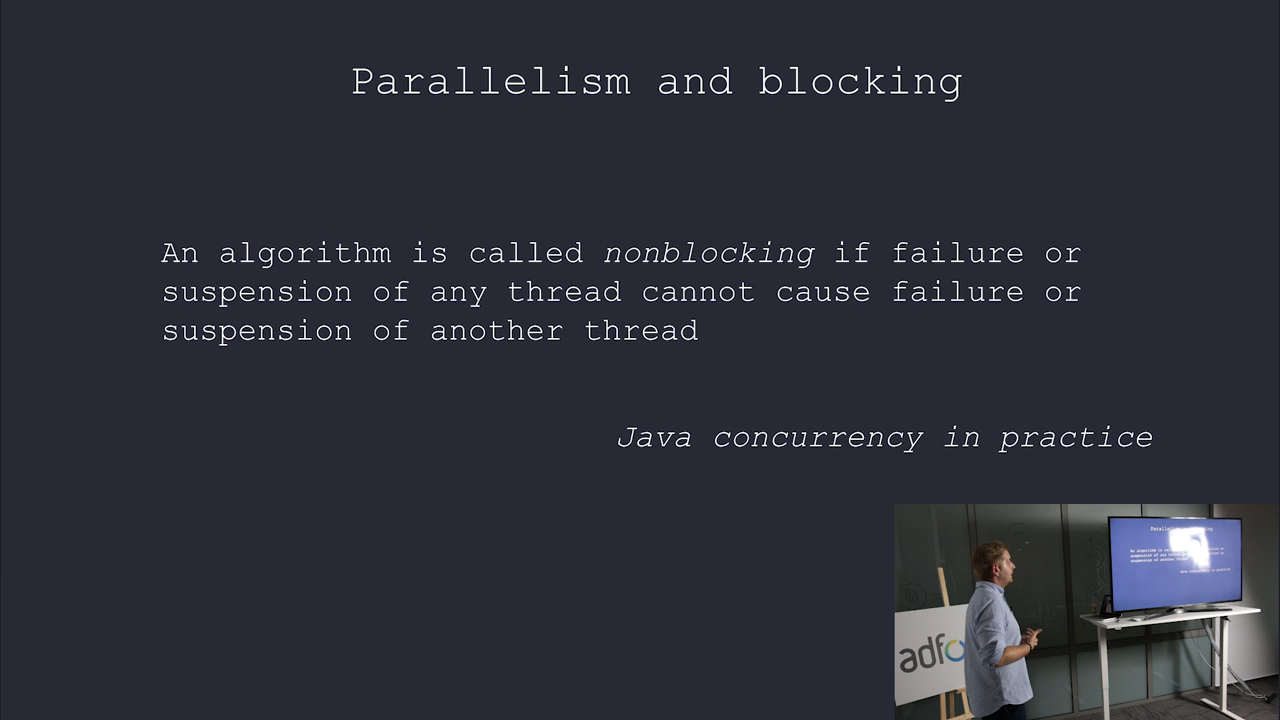 Parallelism and blocking
An algorithm is called nonblocking if failure or
suspension of any thread cannot cause failure or
suspension of another thread
Java concurrency in practice
adfo